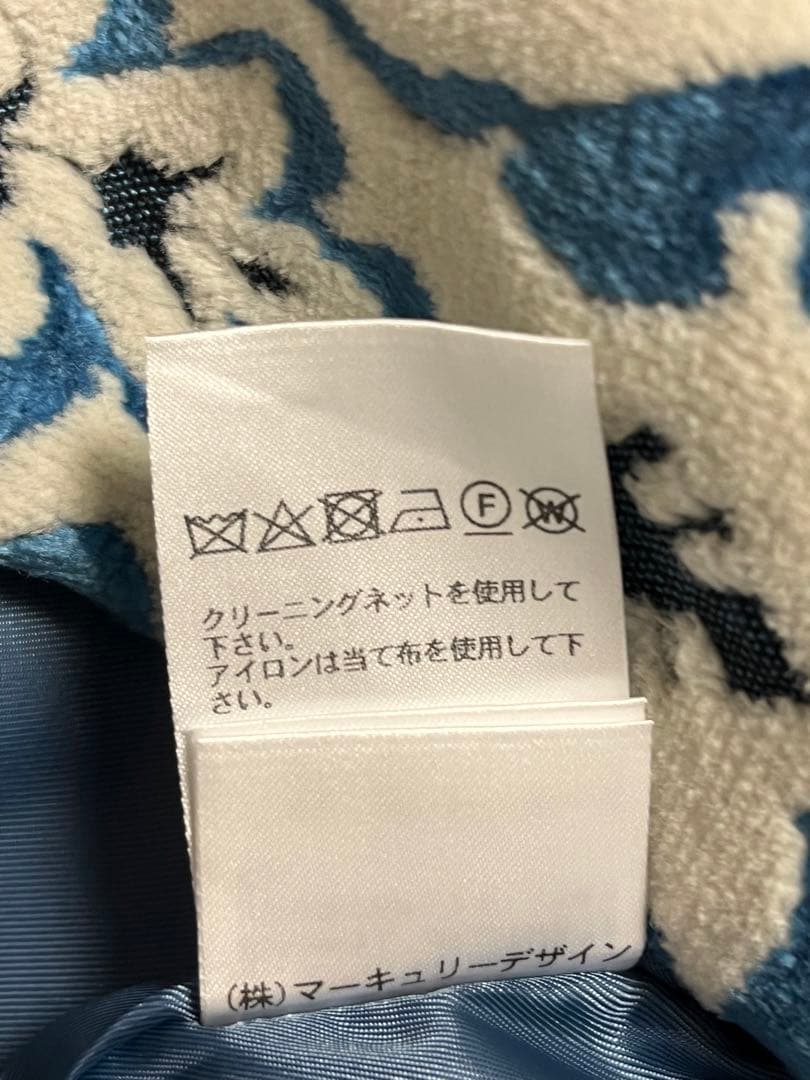 F W
クリーニングネットを使用して
下さい。
アイロンは当て布を使用して下
さい。
(株)マーキュリーデザイン